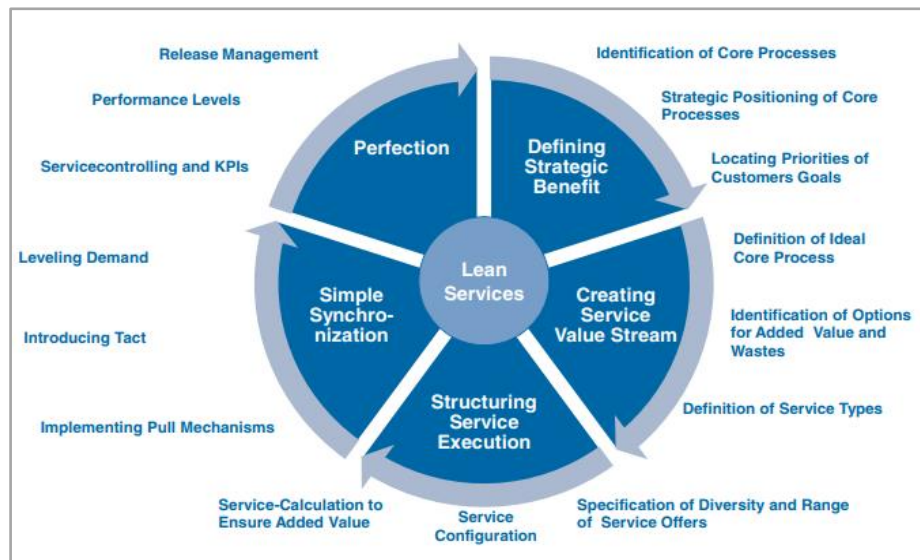 Release Management
Performance Levels
Servicecontrolling and KPIs
Leveling Demand
Introducing Tact
Implementing Pull Mechanisms
Service-Calculation to
Ensure Added Value
Service
Configuration
Specification of Diversity and Range
of Service Offers
Definition of Service Types
Identification of Options
for Added Value and
Wastes
Definition of Ideal
Core Process
Locating Priorities of
Customers Goals
Strategic Positioning of Core
Processes
Identification of Core Processes
Perfection
Defining
Strategic
Benefit
Creating
Service
Value Stream
Structuring
Service
Execution
Simple
Synchro-
nization
Lean
Services